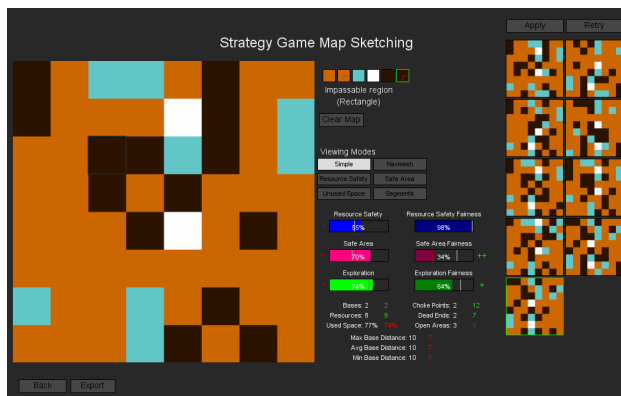 Apply Retry
Strategy Game Map Sketching
Impassable region
(Rectangle)
Clear Map
Viewing Modes
Simple Navmesh
Resource Safety Safe Area
Unused Space Segments
Resource Safety Resource Safety Fairness
55% 98%
Safe Area Safe Area Fairness
- 70% 34% ++
Exploration Exploration Fairness
- 74% 64% +
Bases: 2 2 Choke Points: 2 12
Resources: 8 9 Dead Ends: 2 7
Used Space: 77% 74% Open Areas: 3
Max Base Distance: 10 7
Avg Base Distance: 10 7
Min Base Distance: 10 7
Back Export